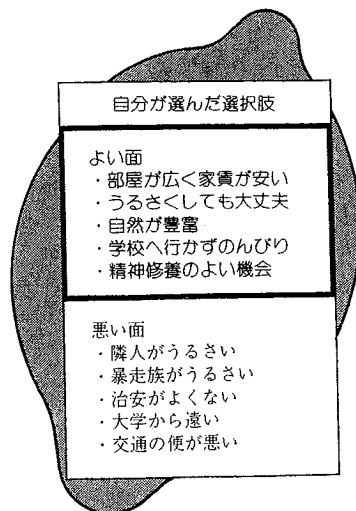 自分が選んだ選択肢
よい面
・部屋が広く家賃が安い
・うるさくしても大丈夫
・自然が豊富
・学校へ行かずのんびり
・精神修養のよい機会
悪い面
・隣人がうるさい
・暴走族がうるさい
・治安がよくない
・大学から遠い
・交通の便が悪い